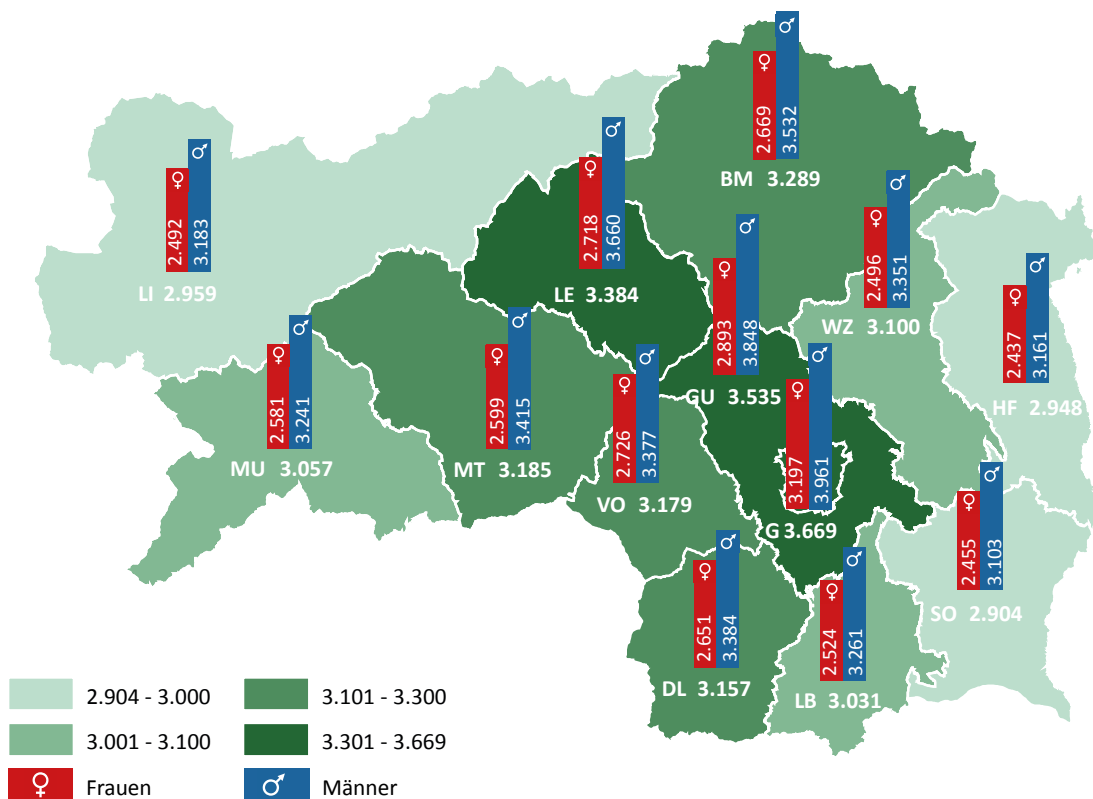 ♀ 2.669 ♂ 3.532
BM 3.289
♀ 2.492 ♂ 3.183
LI 2.959
♀ 2.718 ♂ 3.660
LE 3.384
♀ 2.496 ♂ 3.351
WZ 3.100
♀ 2.893 ♂ 3.848
GU 3.535
♀ 2.437 ♂ 3.161
HF 2.948
♀ 2.581 ♂ 3.241
MU 3.057
♀ 2.599 ♂ 3.415
MT 3.185
♀ 2.726 ♂ 3.377
VO 3.179
♀ 3.197 ♂ 3.961
G 3.669
♀ 2.455 ♂ 3.103
SO 2.904
♀ 2.651 ♂ 3.384
DL 3.157
♀ 2.524 ♂ 3.261
LB 3.031
2.904 - 3.000
3.101 - 3.300
3.001 - 3.100
3.301 - 3.669
♀ Frauen
♂ Männer